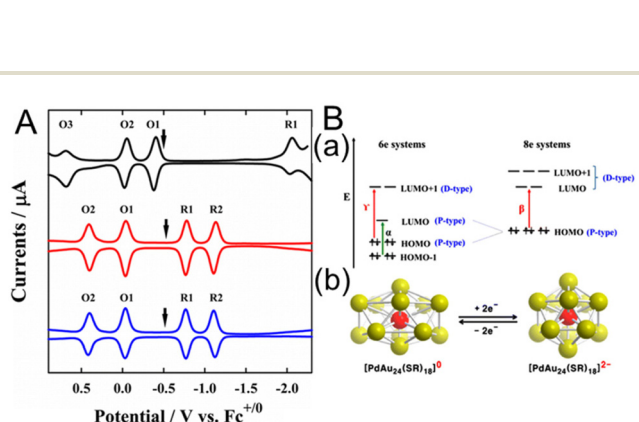 A
O3
O2
O1
R1
O2
O1
R1
R2
O2
O1
R1
R2
Currents / μA
0.5
0.0
-0.5
-1.0
-1.5
-2.0
Potential / V vs. Fc+/0
B
(a)
6e systems
8e systems
E
LUMO+1 (D-type)
LUMO (P-type)
HOMO (P-type)
HOMO-1
γ
α
LUMO+1
LUMO
(D-type)
β
HOMO (P-type)
(b)
+ 2e−
− 2e−
[PdAu24(SR)18]0
[PdAu24(SR)18]2−